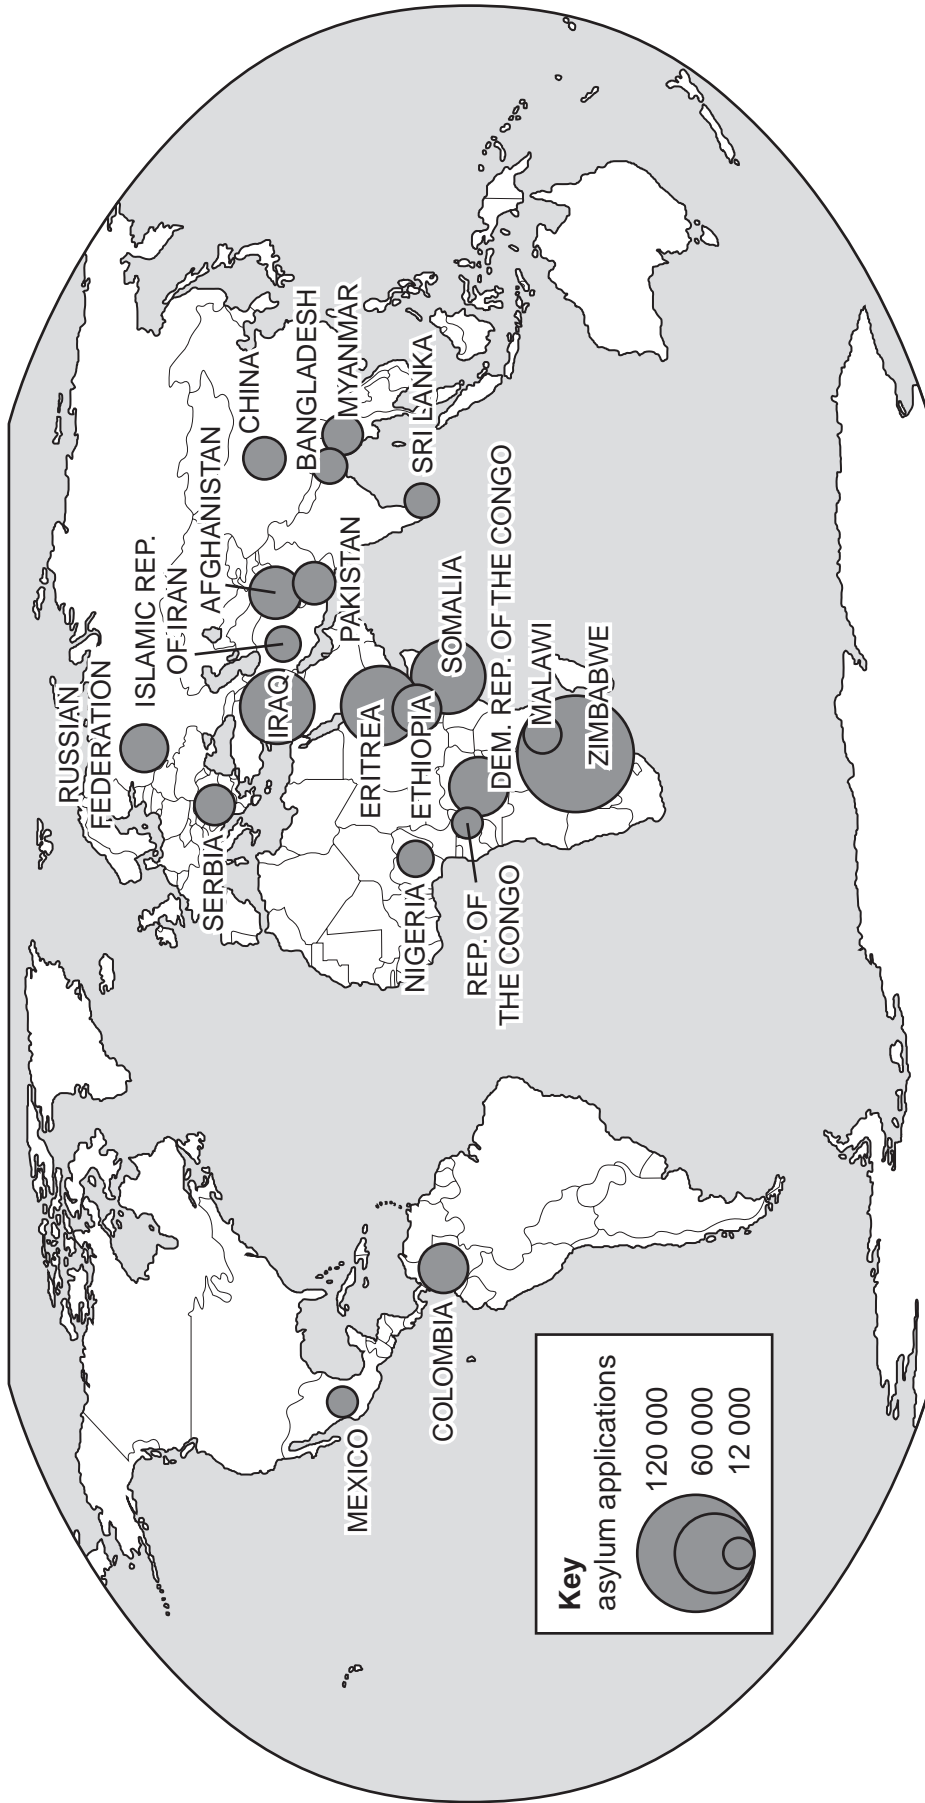 RUSSIAN
FEDERATION
ISLAMIC REP.
OF IRAN
AFGHANISTAN
CHINA
BANGLADESH
MYANMAR
SERBIA
IRAQ
PAKISTAN
SRI LANKA
MEXICO
ERITREA
ETHIOPIA
SOMALIA
NIGERIA
COLOMBIA
DEM. REP. OF THE CONGO
REP. OF
THE CONGO
MALAWI
ZIMBABWE
Key
asylum applications
120 000
60 000
12 000